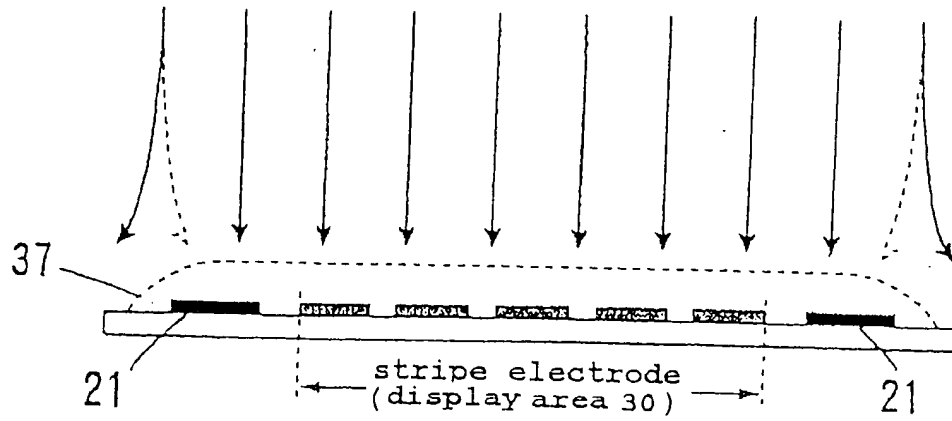 37
21
stripe electrode
(display area 30)
21